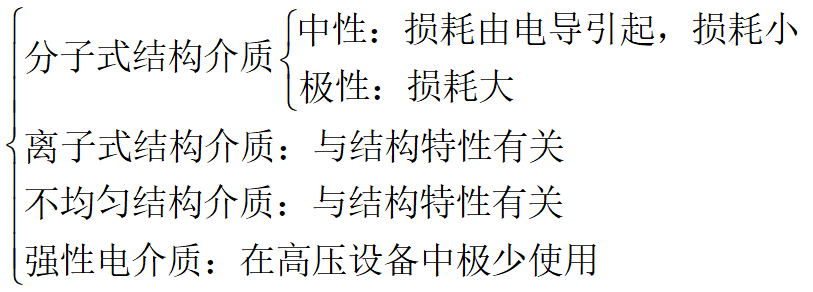 分子式结构介质
中性：损耗由电导引起，损耗小
极性：损耗大
离子式结构介质：与结构特性有关
不均匀结构介质：与结构特性有关
强性电介质：在高压设备中极少使用